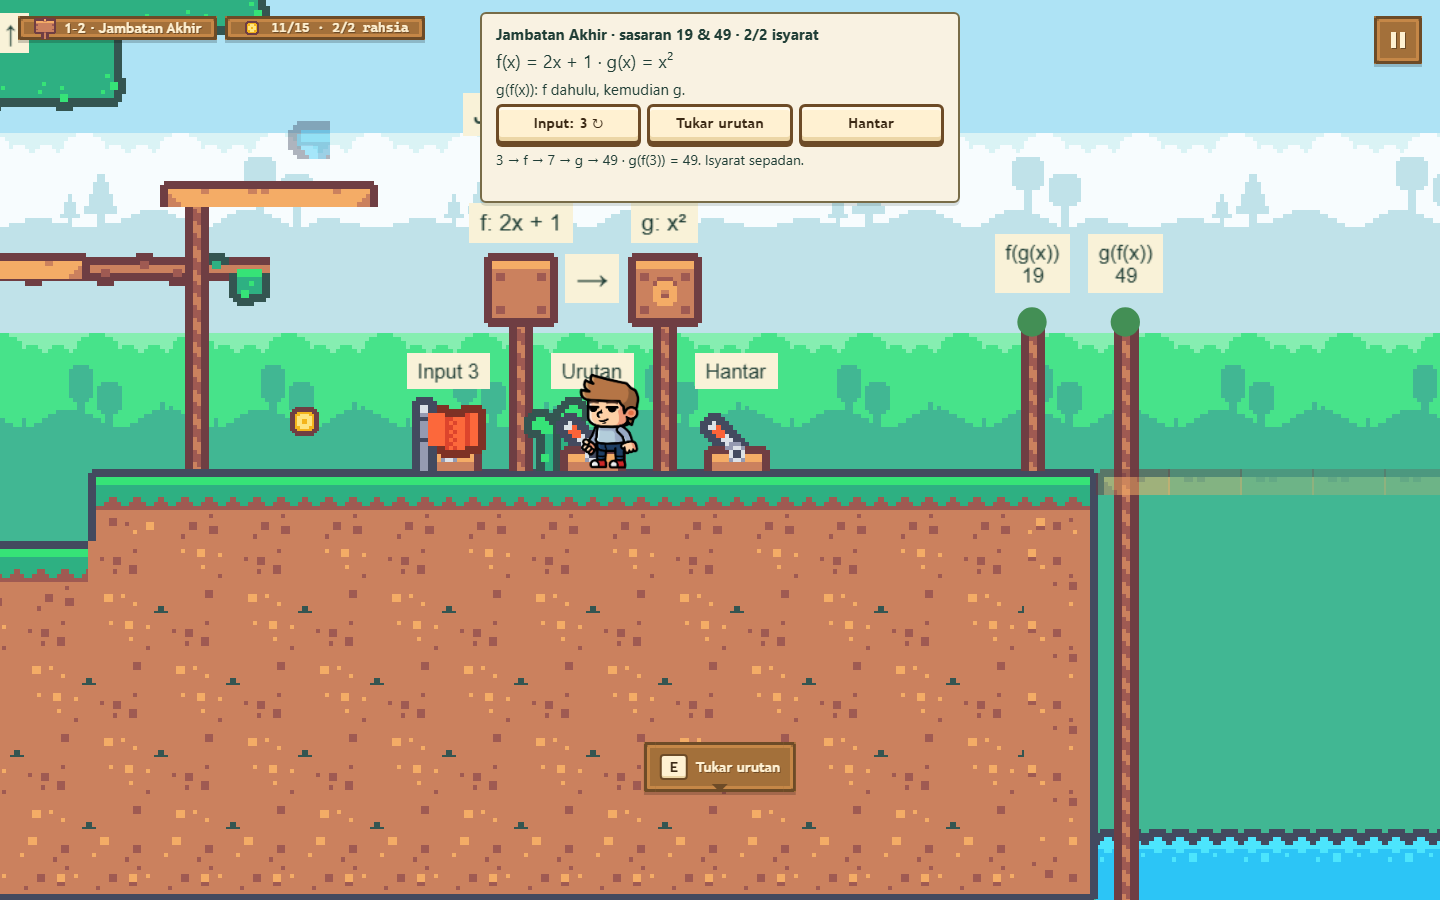 ↑
1-2 · Jambatan Akhir
11/15 · 2/2 rahsia
Jambatan Akhir · sasaran 19 & 49 · 2/2 isyarat
f(x) = 2x + 1 · g(x) = x²
g(f(x)): f dahulu, kemudian g.
Input: 3 ↻
Tukar urutan
Hantar
3 → f → 7 → g → 49 · g(f(3)) = 49. Isyarat sepadan.
f: 2x + 1
g: x²
→
f(g(x))
19
g(f(x))
49
Input 3
Urutan
Hantar
E Tukar urutan